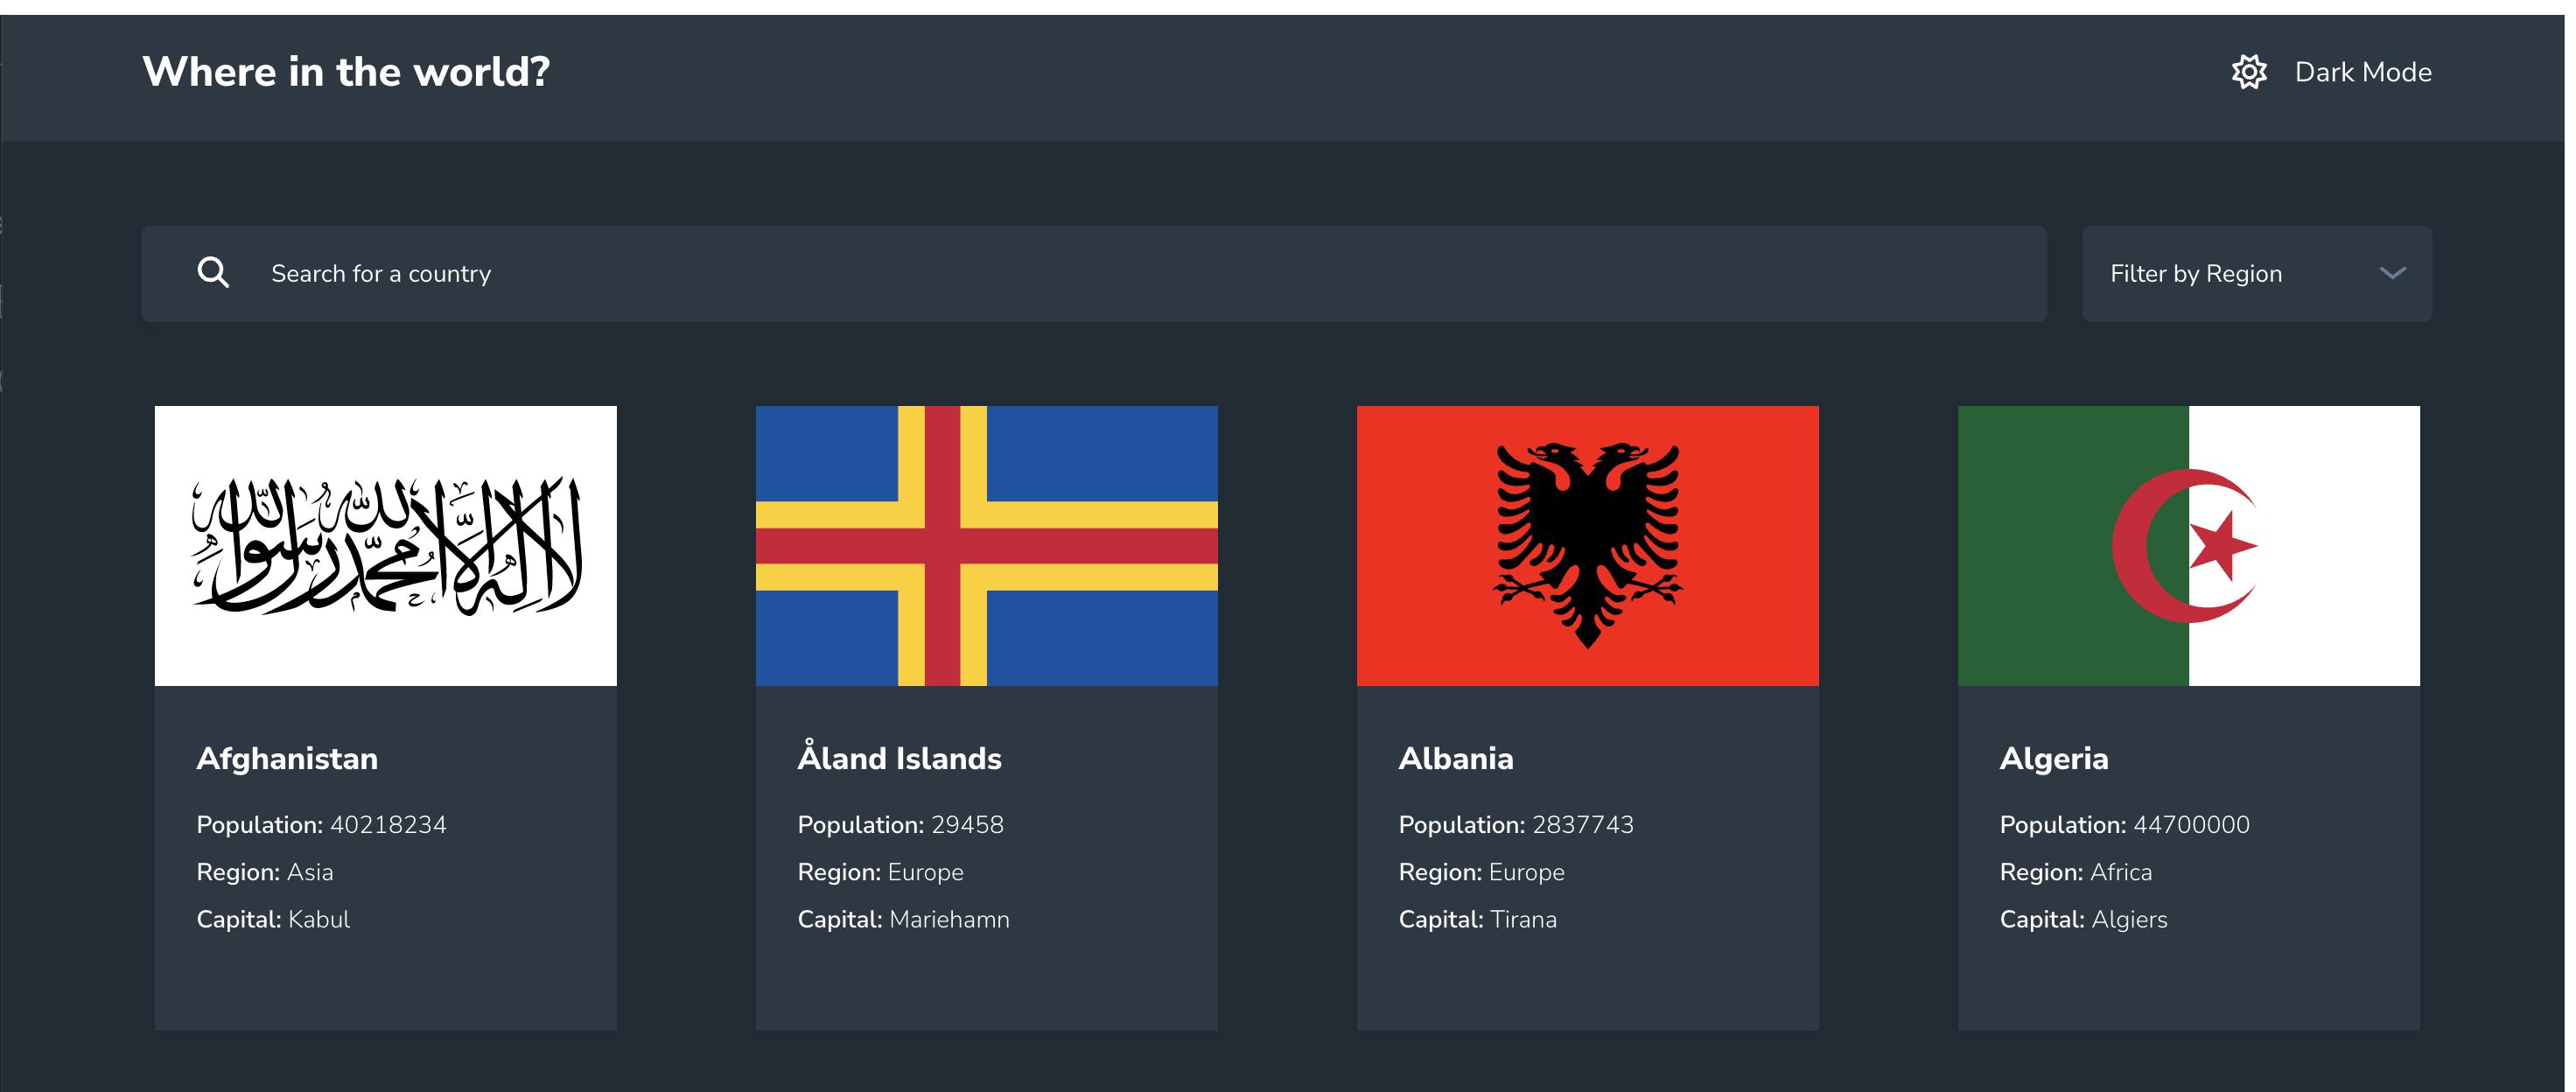 Where in the world?
Dark Mode
Search for a country
Filter by Region
لا إله إلا الله محمد رسول الله
Afghanistan
Population: 40218234
Region: Asia
Capital: Kabul
Åland Islands
Population: 29458
Region: Europe
Capital: Mariehamn
Albania
Population: 2837743
Region: Europe
Capital: Tirana
Algeria
Population: 44700000
Region: Africa
Capital: Algiers